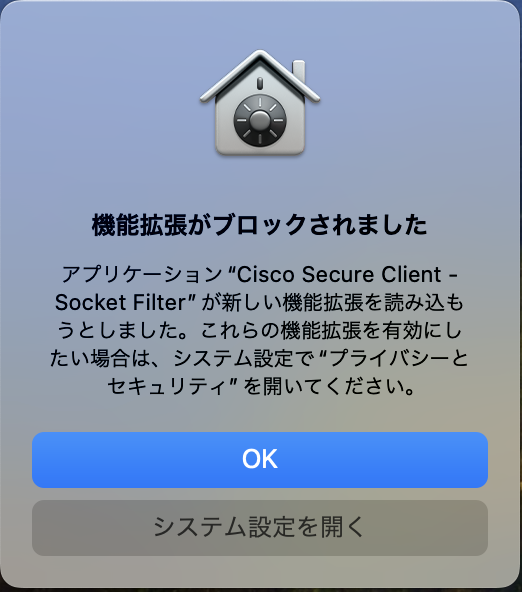 機能拡張がブロックされました
アプリケーション“Cisco Secure Client -
Socket Filter”が新しい機能拡張を読み込も
うとしました。これらの機能拡張を有効にし
たい場合は、システム設定で“プライバシーと
セキュリティ”を開いてください。
OK
システム設定を開く